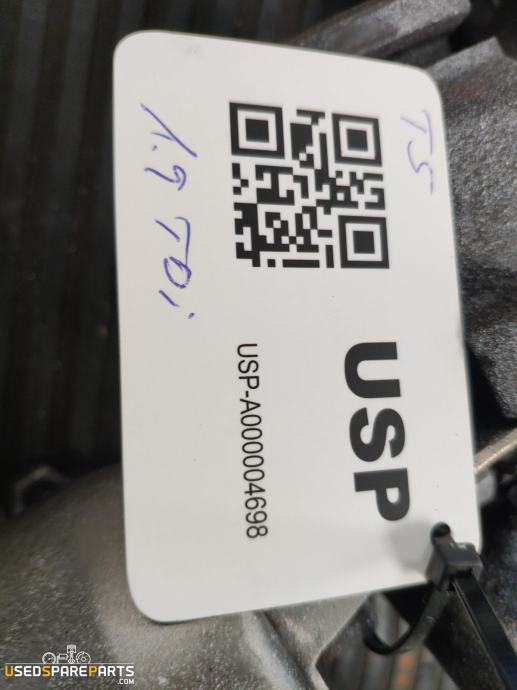 T5
USP
USP-A000004698
1.9 TDi
USEDSPAREPARTS
.COM